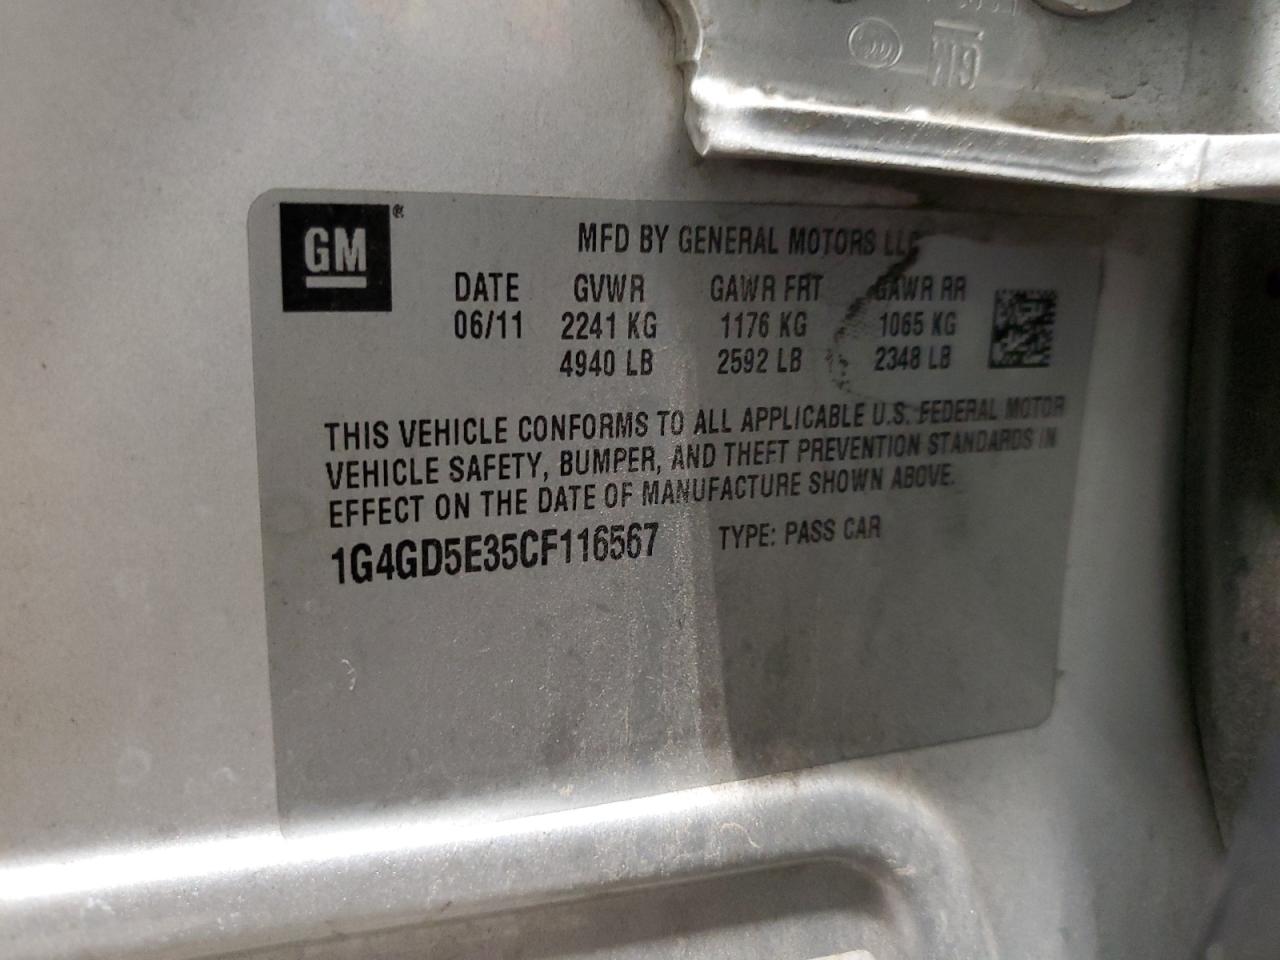 GM
GM®
MFD BY GENERAL MOTORS LLC
DATE GVWR GAWR FRT GAWR RR
06/11 2241 KG 1176 KG 1065 KG
4940 LB 2592 LB 2348 LB
THIS VEHICLE CONFORMS TO ALL APPLICABLE U.S. FEDERAL MOTOR
VEHICLE SAFETY, BUMPER, AND THEFT PREVENTION STANDARDS IN
EFFECT ON THE DATE OF MANUFACTURE SHOWN ABOVE.
1G4GD5E35CF116567 TYPE: PASS CAR